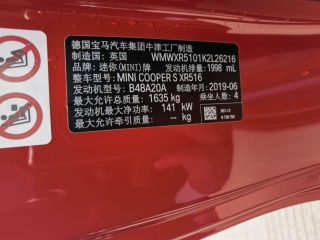 德国宝马汽车集团牛津工厂制造
制造国: 英国 WMWXR5101K2L26216
品牌: 迷你(MINI)牌 发动机排量: 1998 mL
整车型号: MINI COOPER S XR516
发动机型号: B48A20A 制造年月: 2019-06
最大允许总质量: 1635 kg 乘坐人数: 4
发动机最大净功率: 141 kW
最大允许牵引质量: - kg